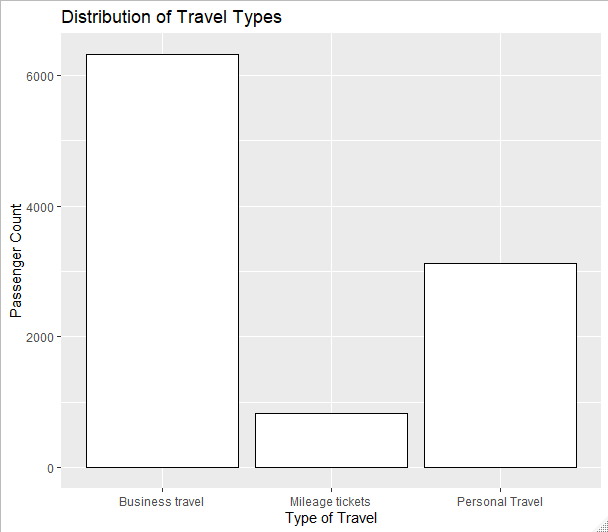 Distribution of Travel Types
Passenger Count
6000
4000
2000
0
Business travel
Mileage tickets
Personal Travel
Type of Travel